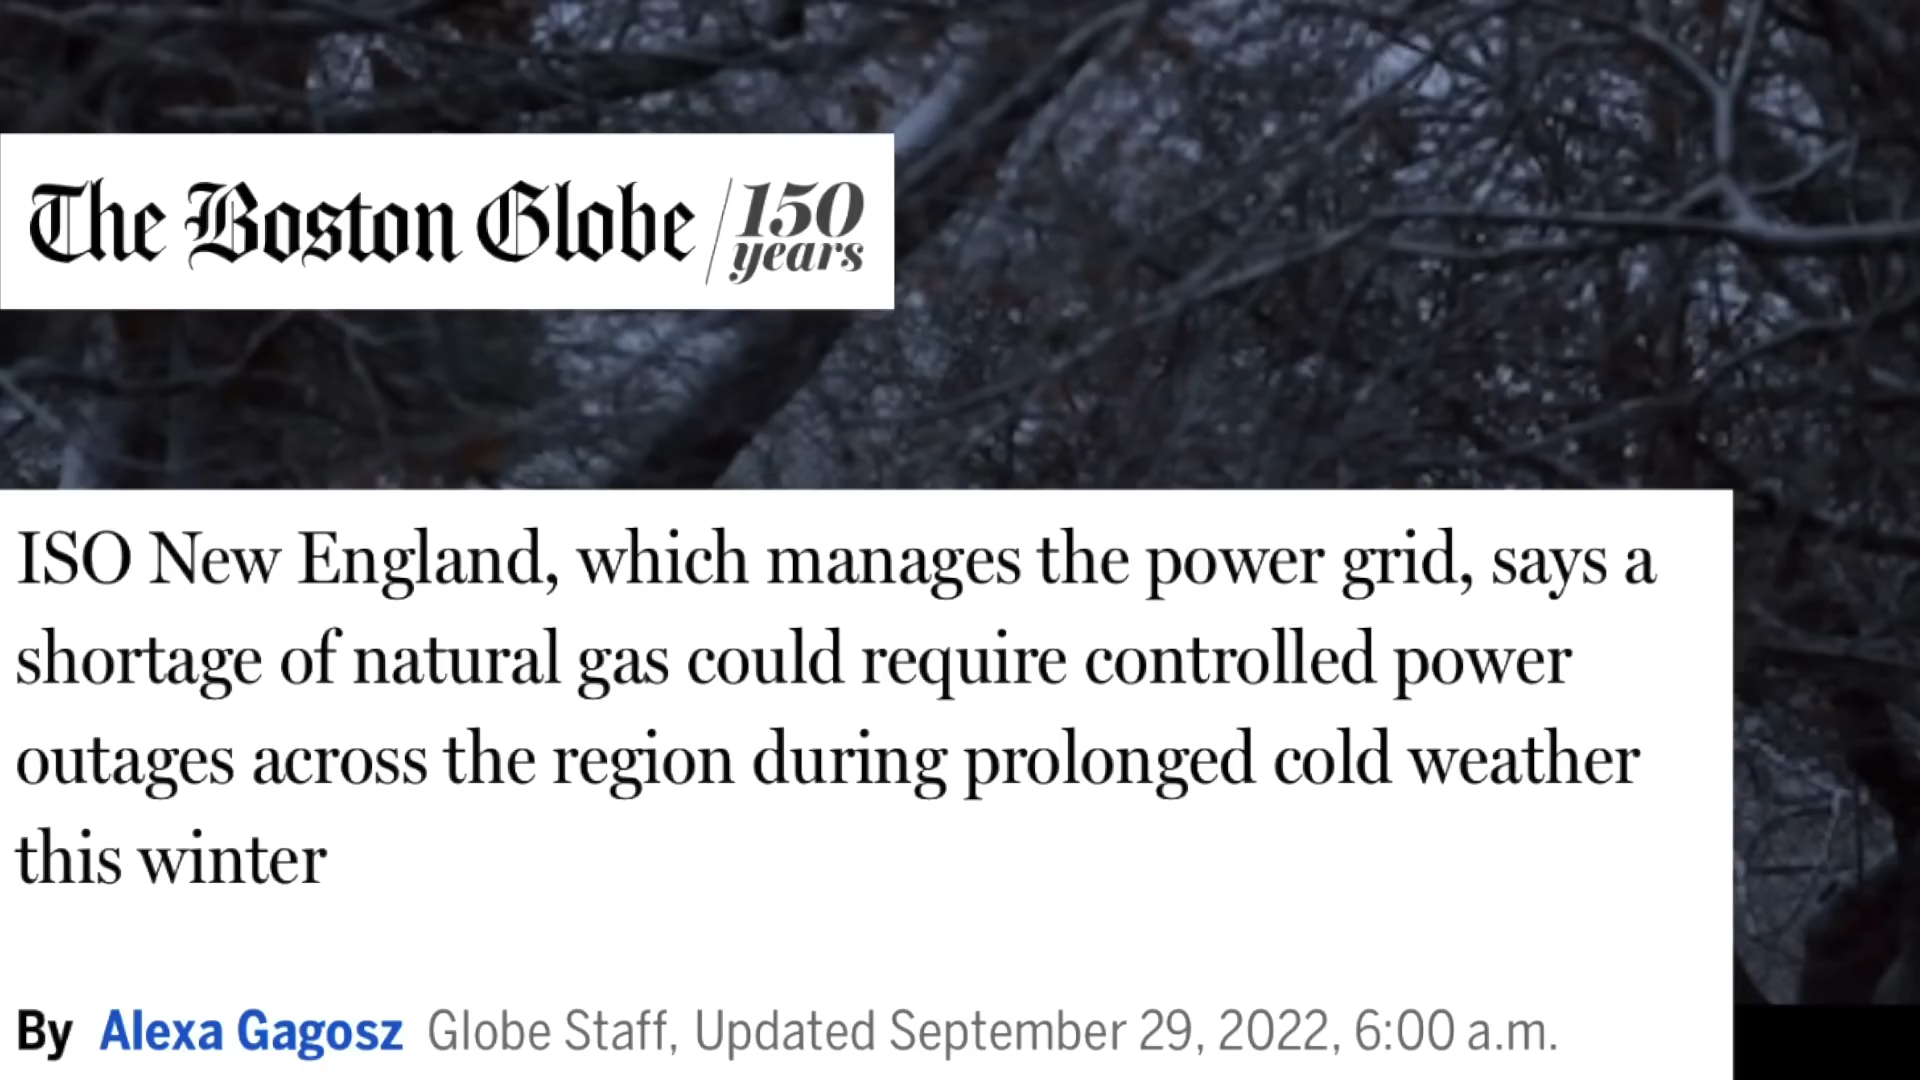 The Boston Globe / 150 years
ISO New England, which manages the power grid, says a
shortage of natural gas could require controlled power
outages across the region during prolonged cold weather
this winter
By Alexa Gagosz Globe Staff, Updated September 29, 2022, 6:00 a.m.